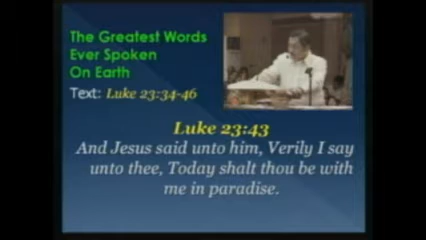 The Greatest Words
Ever Spoken
On Earth
Text: Luke 23:34-46
Luke 23:43
And Jesus said unto him, Verily I say
unto thee, Today shalt thou be with
me in paradise.